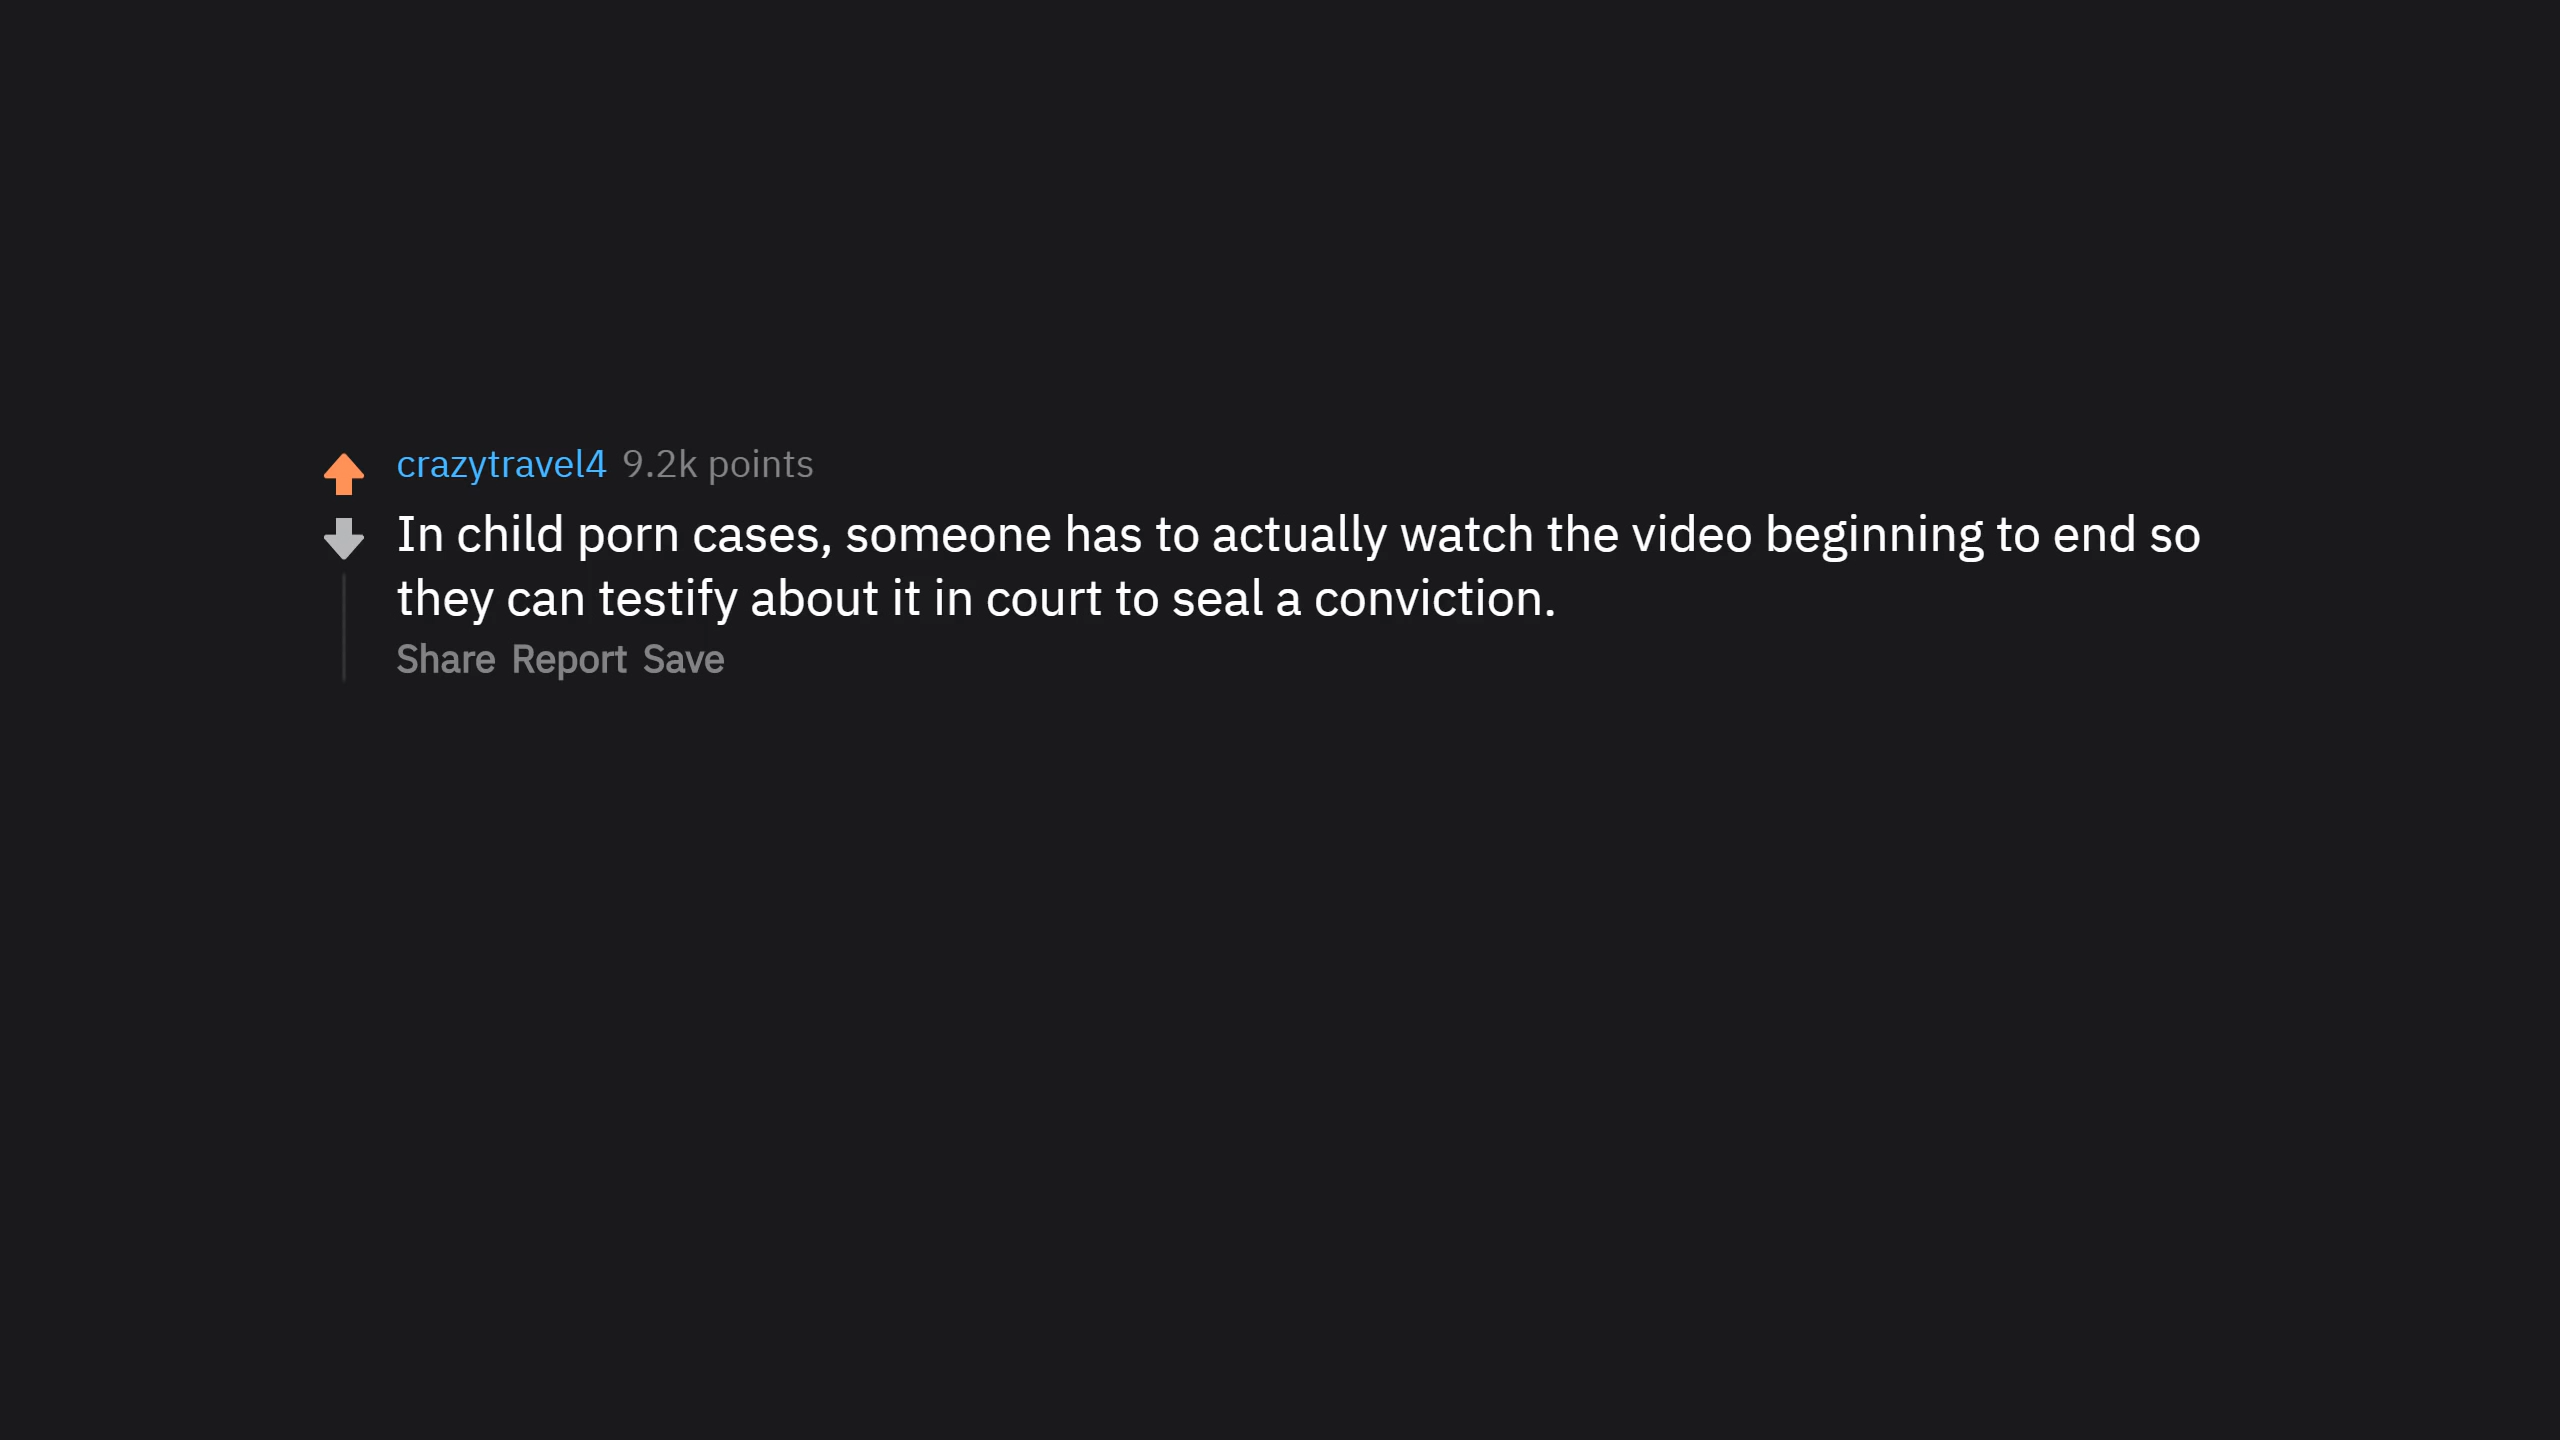 crazytravel4 9.2k points
In child porn cases, someone has to actually watch the video beginning to end so
they can testify about it in court to seal a conviction.
Share Report Save